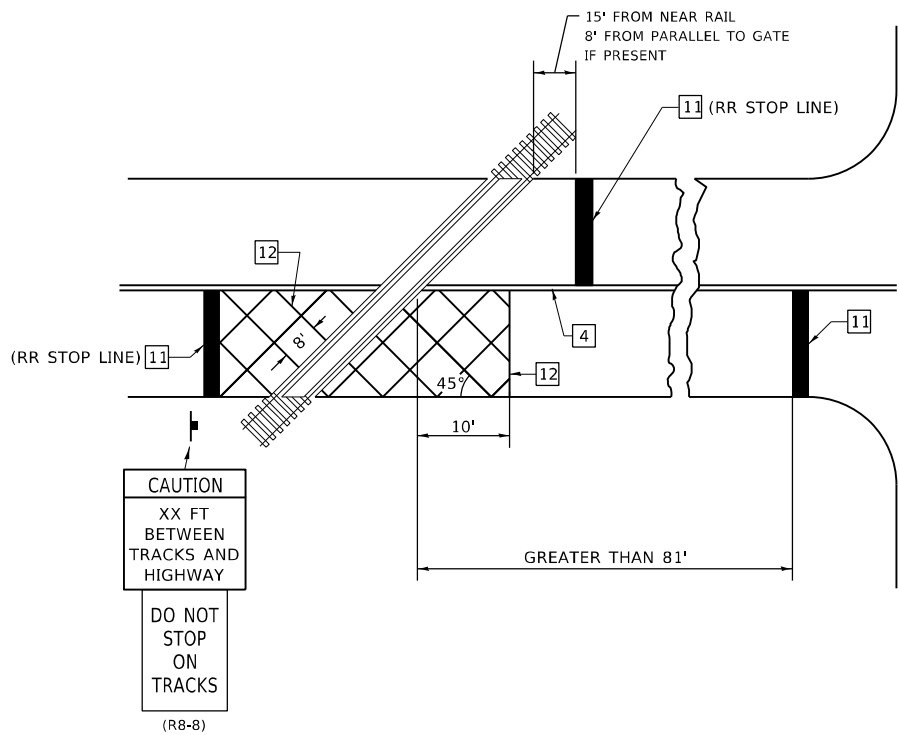 15' FROM NEAR RAIL
8' FROM PARALLEL TO GATE
IF PRESENT
11 (RR STOP LINE)
12
8'
4
11
(RR STOP LINE) 11
12
45°
10'
CAUTION
XX FT
BETWEEN
TRACKS AND
HIGHWAY
GREATER THAN 81'
DO NOT
STOP
ON
TRACKS
(R8-8)